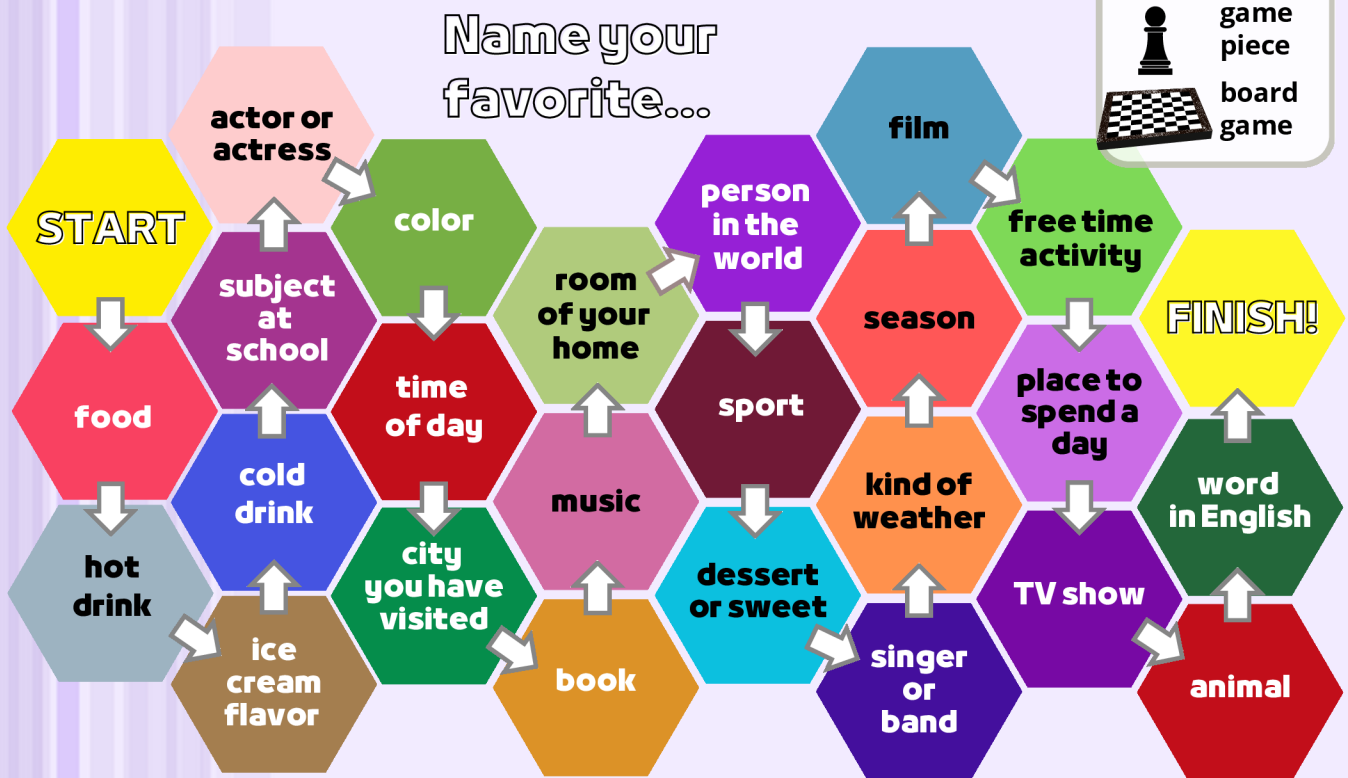 Name your
favorite...
game
piece
board
game
START
food
hot
drink
ice
cream
flavor
cold
drink
subject
at
school
actor or
actress
color
time
of day
city
you have
visited
book
music
room
of your
home
person
in the
world
sport
dessert
or sweet
singer
or
band
kind of
weather
season
film
free time
activity
place to
spend a
day
TV show
animal
word
in English
FINISH!